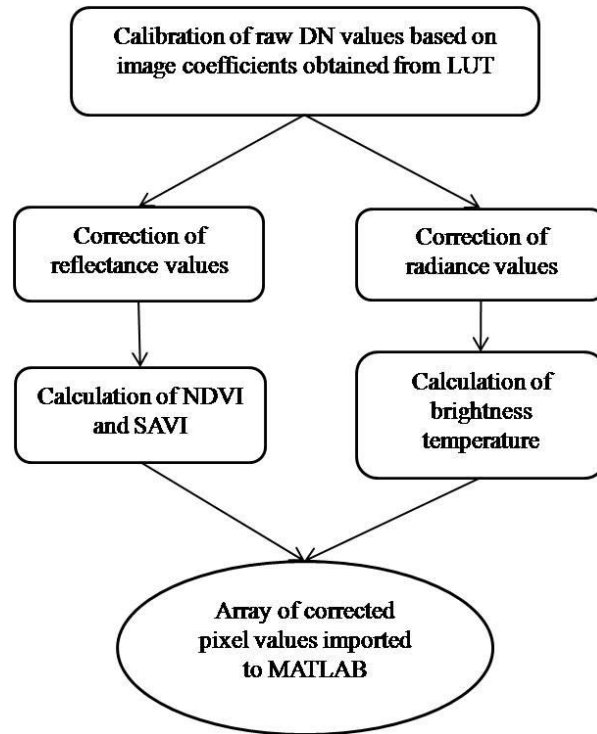 Calibration of raw DN values based on
image coefficients obtained from LUT
Correction of
reflectance values
Correction of
radiance values
Calculation of NDVI
and SAVI
Calculation of
brightness
temperature
Array of corrected
pixel values imported
to MATLAB